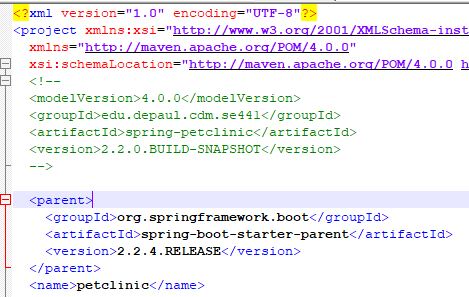 <?xml version="1.0" encoding="UTF-8"?>
<project xmlns:xsi="http://www.w3.org/2001/XMLSchema-inst
xmlns="http://maven.apache.org/POM/4.0.0"
xsi:schemaLocation="http://maven.apache.org/POM/4.0.0 h
<!--
<modelVersion>4.0.0</modelVersion>
<groupId>edu.depaul.cdm.se441</groupId>
<artifactId>spring-petclinic</artifactId>
<version>2.2.0.BUILD-SNAPSHOT</version>
-->
<parent>
<groupId>org.springframework.boot</groupId>
<artifactId>spring-boot-starter-parent</artifactId>
<version>2.2.4.RELEASE</version>
</parent>
<name>petclinic</name>